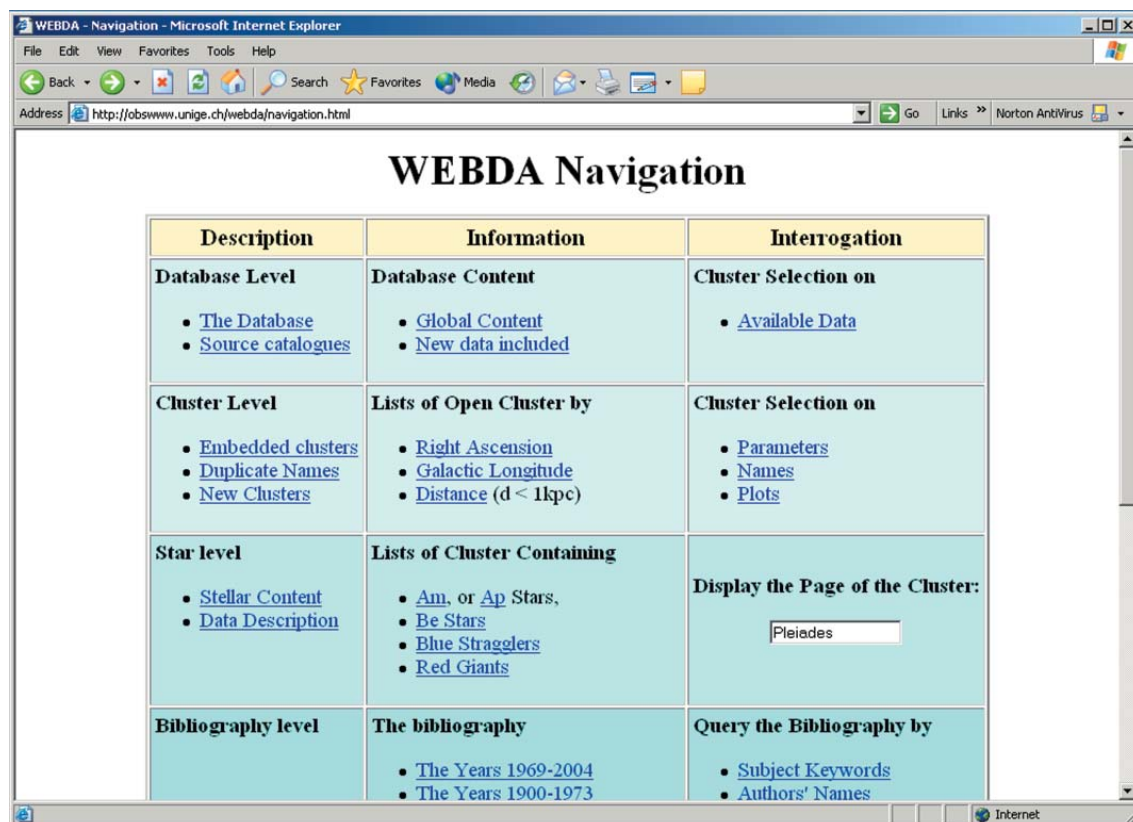 WEBDA - Navigation - Microsoft Internet Explorer
File Edit View Favorites Tools Help
Back Search Favorites Media
Address http://obswww.unige.ch/webda/navigation.html Go Links » Norton AntiVirus
WEBDA Navigation
Description Information Interrogation
Database Level
The Database
Source catalogues
Database Content
Global Content
New data included
Cluster Selection on
Available Data
Cluster Level
Embedded clusters
Duplicate Names
New Clusters
Lists of Open Cluster by
Right Ascension
Galactic Longitude
Distance (d < 1kpc)
Cluster Selection on
Parameters
Names
Plots
Star level
Stellar Content
Data Description
Lists of Cluster Containing
Am, or Ap Stars,
Be Stars
Blue Stragglers
Red Giants
Display the Page of the Cluster:
Pleiades
Bibliography level
The bibliography
The Years 1969-2004
The Years 1900-1973
Query the Bibliography by
Subject Keywords
Authors' Names
Internet